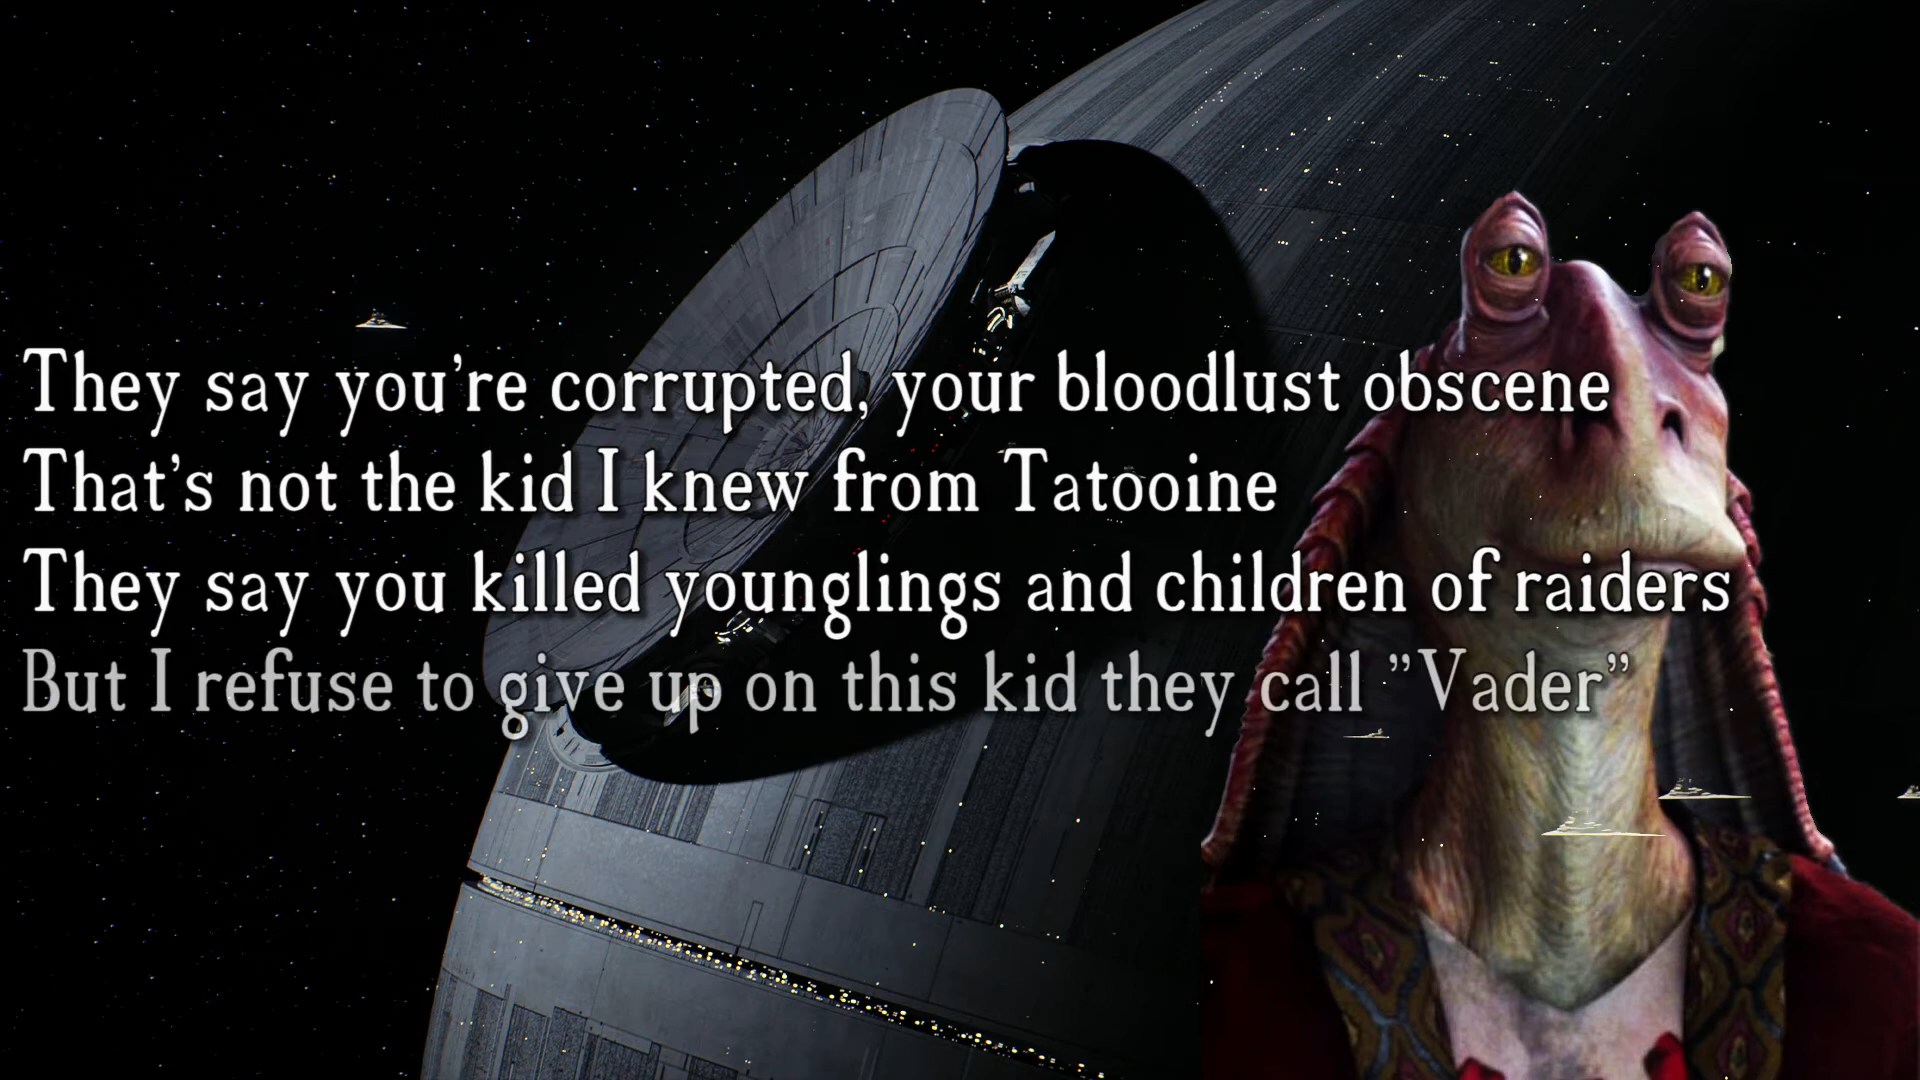 They say you’re corrupted, your bloodlust obscene
That’s not the kid I knew from Tatooine
They say you killed younglings and children of raiders
But I refuse to give up on this kid they call ”Vader”